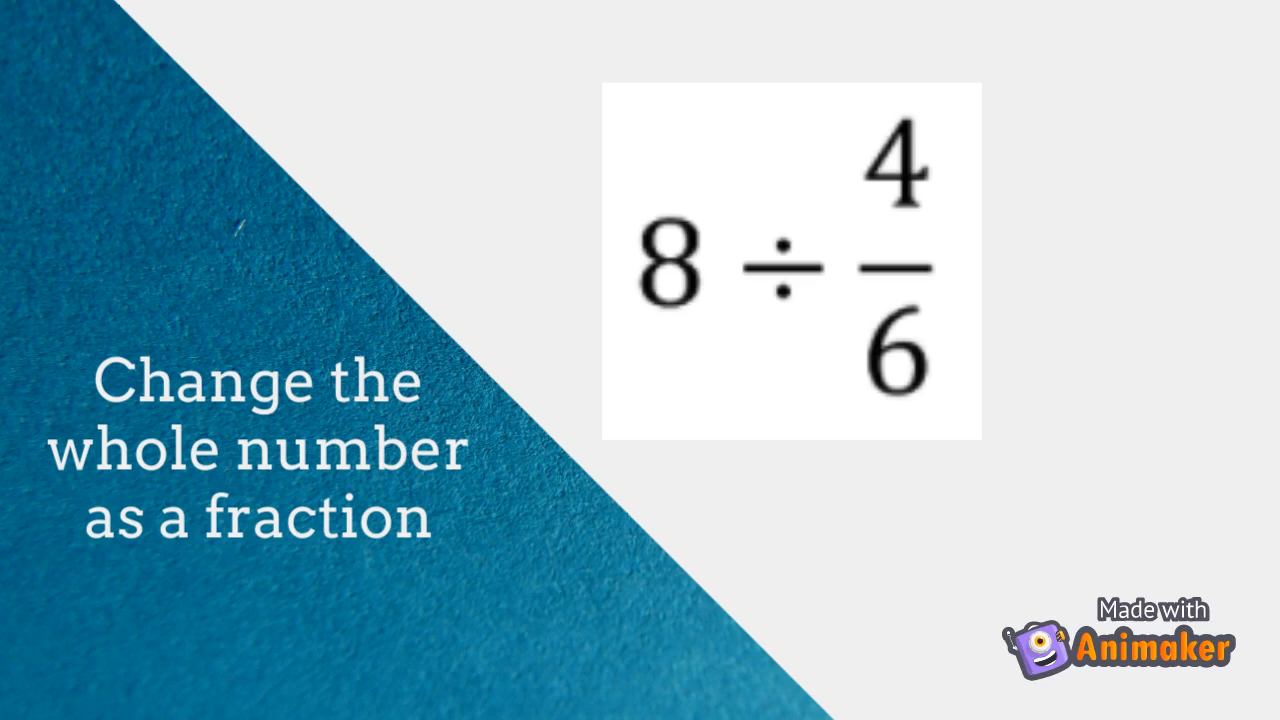 Change the
whole number
as a fraction
8 ÷ 4/6
Made with
Animaker